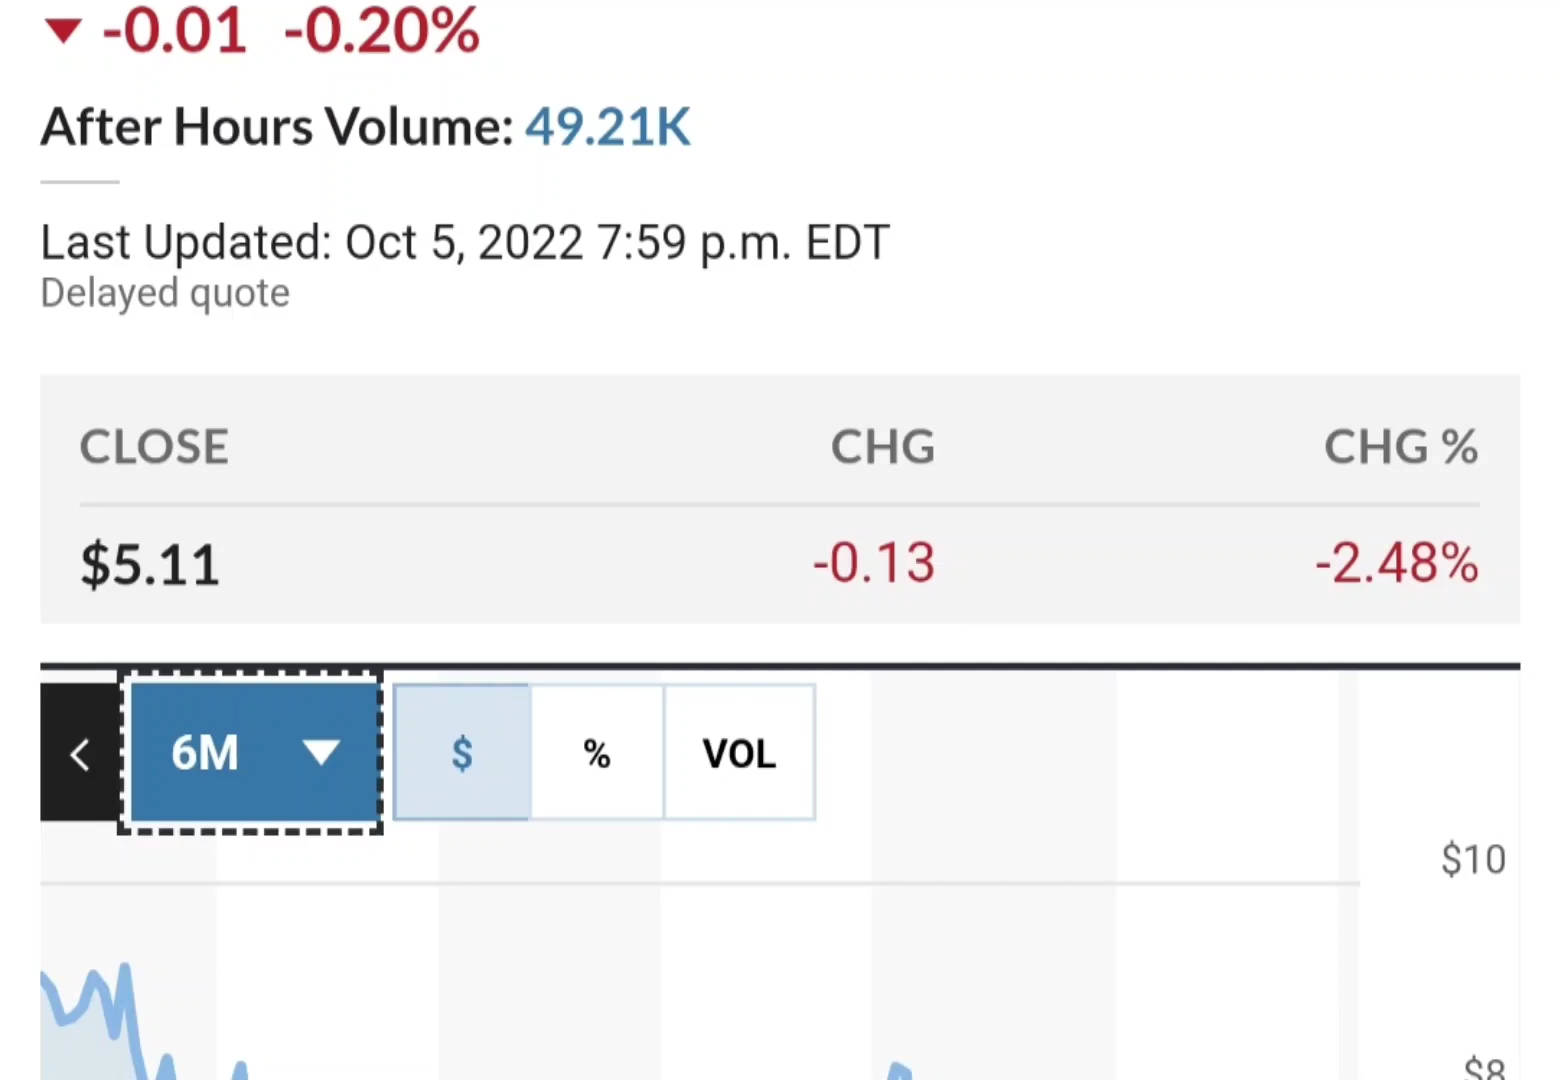 -0.01 -0.20%
After Hours Volume: 49.21K
Last Updated: Oct 5, 2022 7:59 p.m. EDT
Delayed quote
CLOSE CHG CHG %
$5.11 -0.13 -2.48%
6M $ % VOL
$10
$8